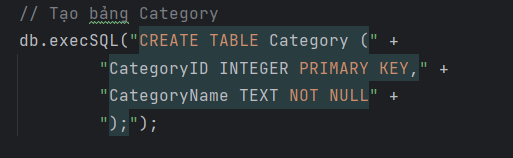 // Tạo bảng Category
db.execSQL("CREATE TABLE Category (" +
"CategoryID INTEGER PRIMARY KEY," +
"CategoryName TEXT NOT NULL" +
");");